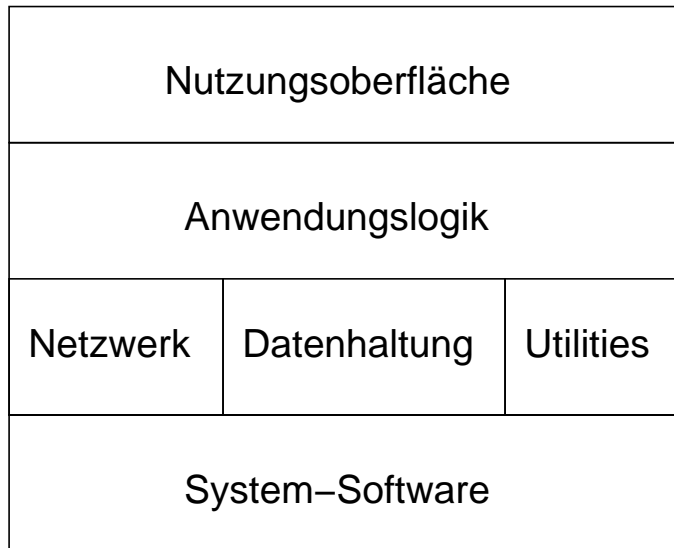 Nutzungsoberfläche
Anwendungslogik
Netzwerk Datenhaltung Utilities
System−Software